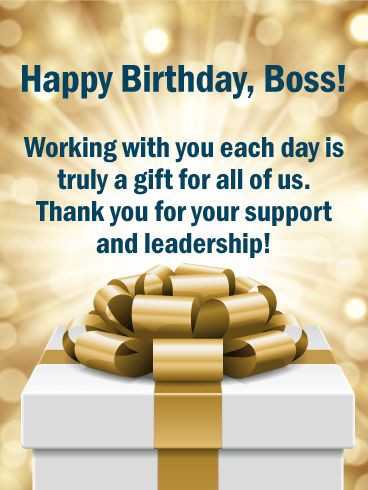 Happy Birthday, Boss!
Working with you each day is
truly a gift for all of us.
Thank you for your support
and leadership!